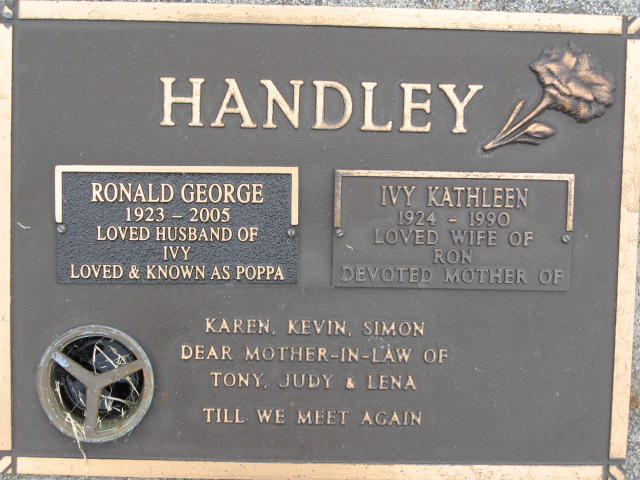 HANDLEY
RONALD GEORGE
1923 - 2005
LOVED HUSBAND OF
IVY
LOVED & KNOWN AS POPPA
IVY KATHLEEN
1924 - 1990
LOVED WIFE OF
RON
DEVOTED MOTHER OF
KAREN, KEVIN, SIMON
DEAR MOTHER-IN-LAW OF
TONY, JUDY & LENA
TILL WE MEET AGAIN